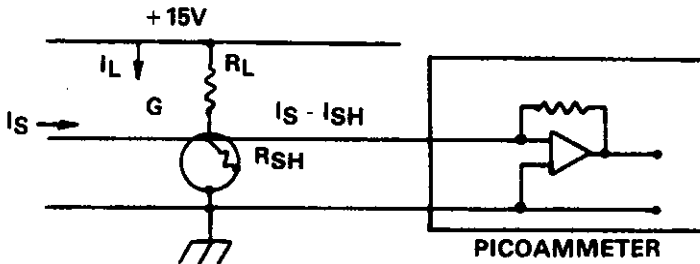 + 15V
IL
RL
G
IS
IS - ISH
RSH
PICOAMMETER